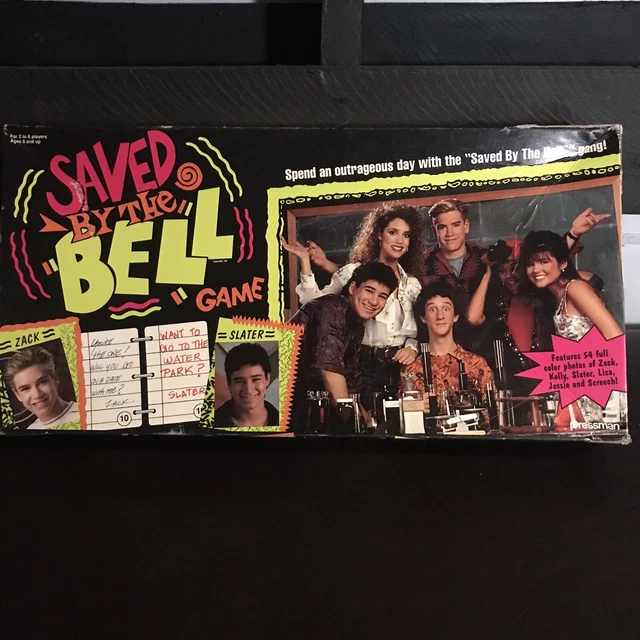 For 2 to 6 players
Ages 8 and up
SAVED
BY THE
"BELL"
GAME
Spend an outrageous day with the "Saved By The gang!
ZACK
YOU'RE
THE ONE!
WILL YOU GO
ON A DATE
with ME?
ZACK
10
WANT TO
GO TO THE
WATER
PARK?
SLATER
SLATER
Features 54 full
color photos of Zack,
Kelly, Slater, Lisa,
Jessie and Screech!
Pressman